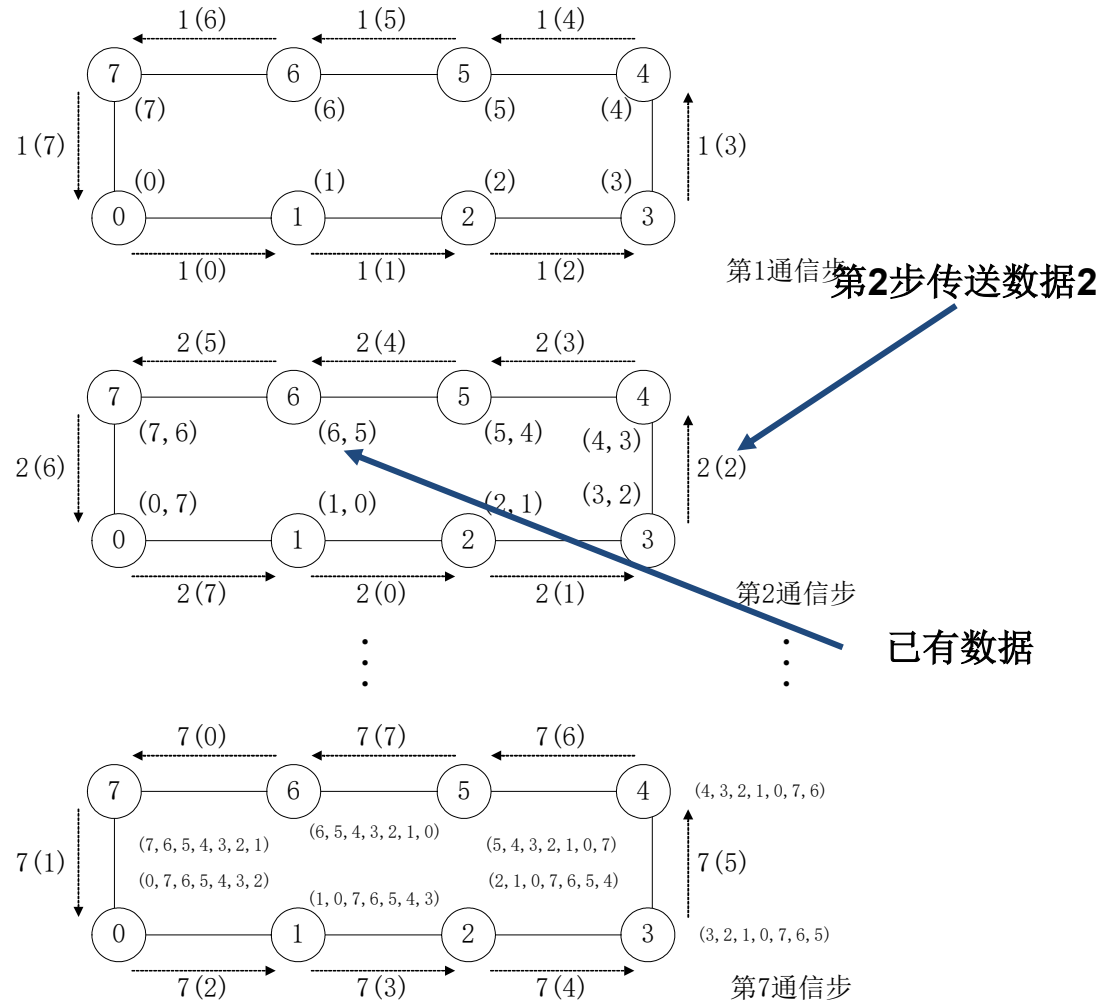 1(6) 1(5) 1(4)
7 6 5 4
(7) (6) (5) (4)
1(7) 1(3)
(0) (1) (2) (3)
0 1 2 3
1(0) 1(1) 1(2)
第1通信步
第2步传送数据2
2(5) 2(4) 2(3)
7 6 5 4
(7,6) (6,5) (5,4) (4,3)
2(6) 2(2)
(0,7) (1,0) (2,1) (3,2)
0 1 2 3
2(7) 2(0) 2(1)
第2通信步
已有数据
7(0) 7(7) 7(6)
7 6 5 4 (4,3,2,1,0,7,6)
(7,6,5,4,3,2,1) (6,5,4,3,2,1,0) (5,4,3,2,1,0,7)
7(1) 7(5)
(0,7,6,5,4,3,2) (1,0,7,6,5,4,3) (2,1,0,7,6,5,4)
0 1 2 3 (3,2,1,0,7,6,5)
7(2) 7(3) 7(4)
第7通信步